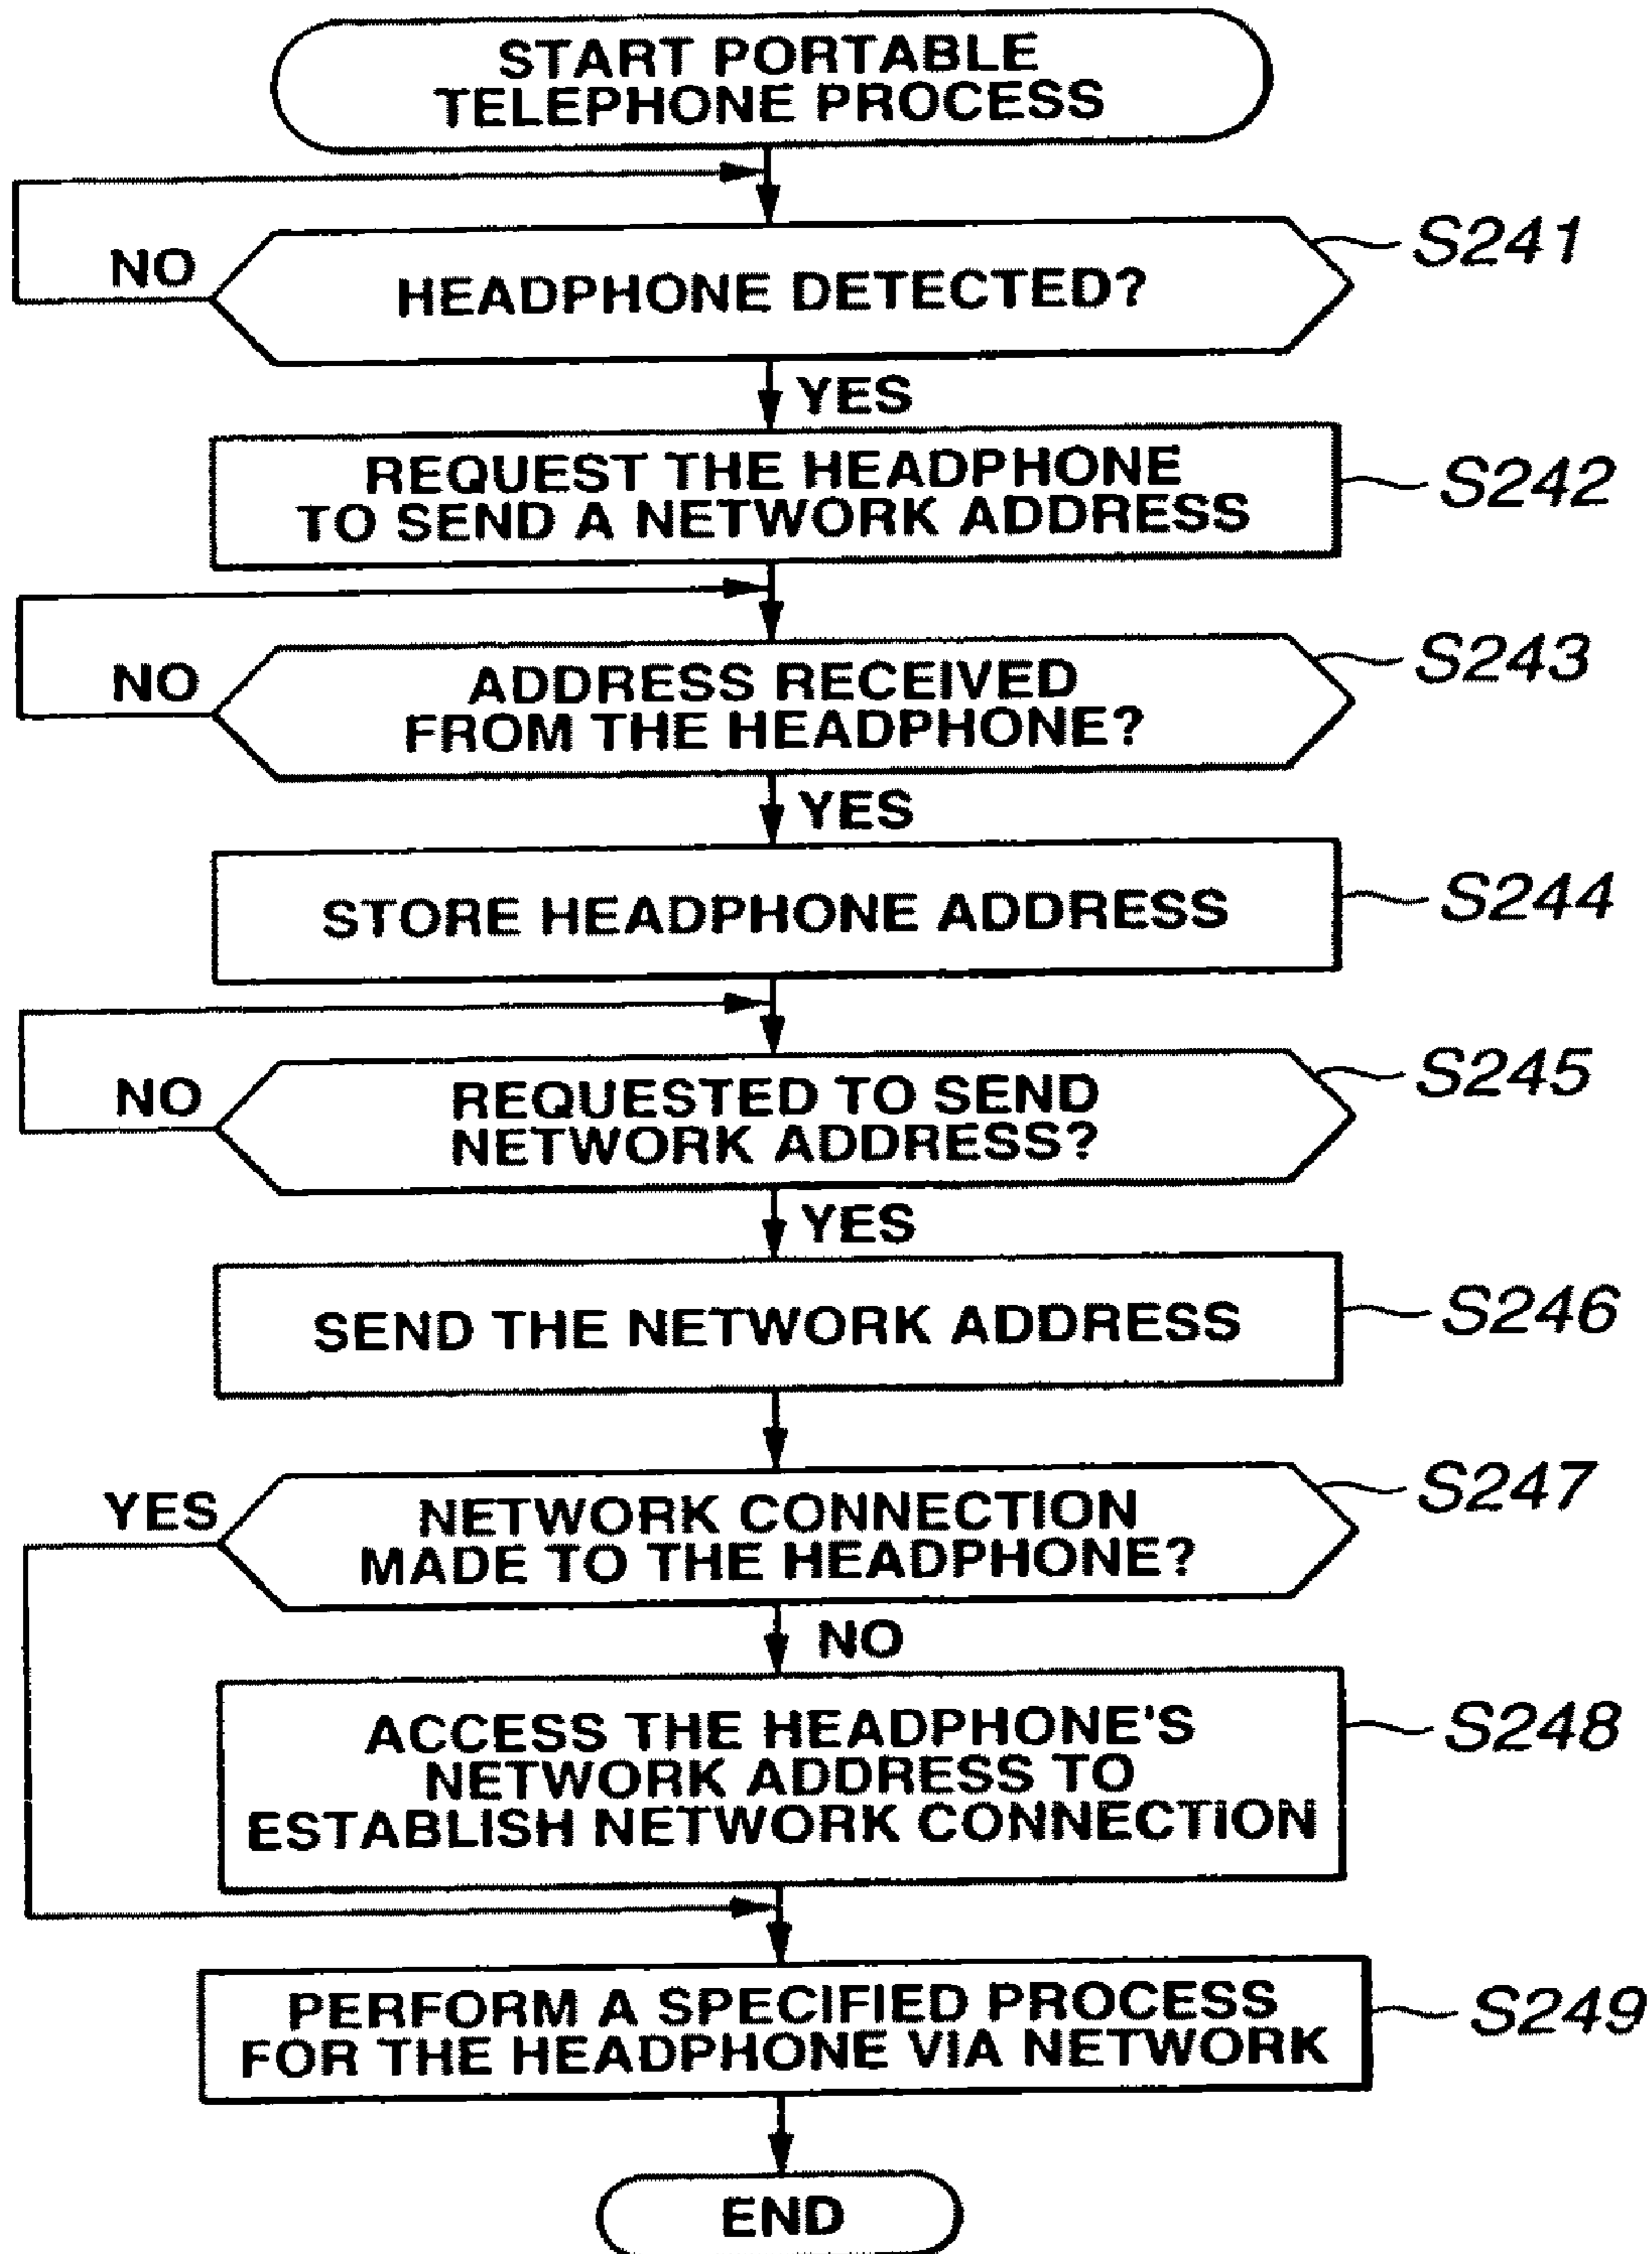 START PORTABLE
TELEPHONE PROCESS
NO
HEADPHONE DETECTED?
S241
YES
REQUEST THE HEADPHONE
TO SEND A NETWORK ADDRESS
S242
NO
ADDRESS RECEIVED
FROM THE HEADPHONE?
S243
YES
STORE HEADPHONE ADDRESS
S244
NO
REQUESTED TO SEND
NETWORK ADDRESS?
S245
YES
SEND THE NETWORK ADDRESS
S246
YES
NETWORK CONNECTION
MADE TO THE HEADPHONE?
S247
NO
ACCESS THE HEADPHONE'S
NETWORK ADDRESS TO
ESTABLISH NETWORK CONNECTION
S248
PERFORM A SPECIFIED PROCESS
FOR THE HEADPHONE VIA NETWORK
S249
END